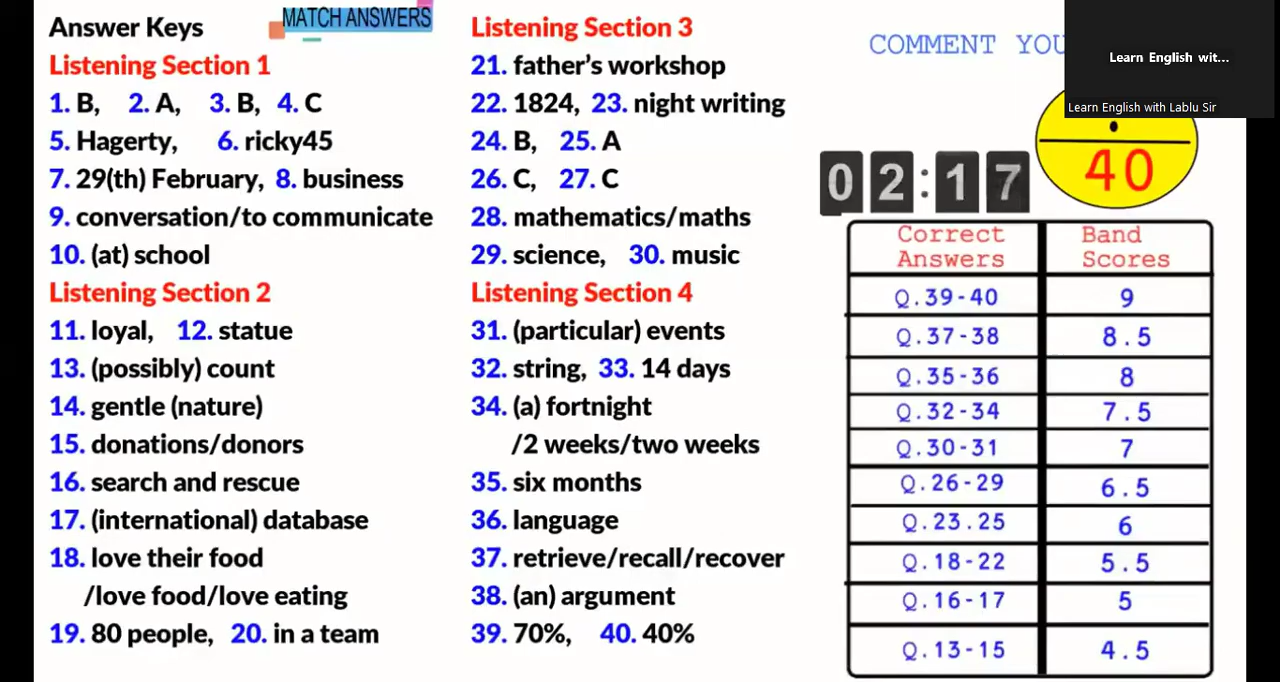 Answer Keys
MATCH ANSWERS
Listening Section 1
1. B, 2. A, 3. B, 4. C
5. Hagerty, 6. ricky45
7. 29(th) February, 8. business
9. conversation/to communicate
10. (at) school
Listening Section 2
11. loyal, 12. statue
13. (possibly) count
14. gentle (nature)
15. donations/donors
16. search and rescue
17. (international) database
18. love their food
/love food/love eating
19. 80 people, 20. in a team
Listening Section 3
21. father’s workshop
22. 1824, 23. night writing
24. B, 25. A
26. C, 27. C
28. mathematics/maths
29. science, 30. music
Listening Section 4
31. (particular) events
32. string, 33. 14 days
34. (a) fortnight
/2 weeks/two weeks
35. six months
36. language
37. retrieve/recall/recover
38. (an) argument
39. 70%, 40. 40%
COMMENT YOU
Learn English wit...
Learn English with Lablu Sir
40
02:17
Correct Answers Band Scores
Q.39-40 9
Q.37-38 8.5
Q.35-36 8
Q.32-34 7.5
Q.30-31 7
Q.26-29 6.5
Q.23.25 6
Q.18-22 5.5
Q.16-17 5
Q.13-15 4.5